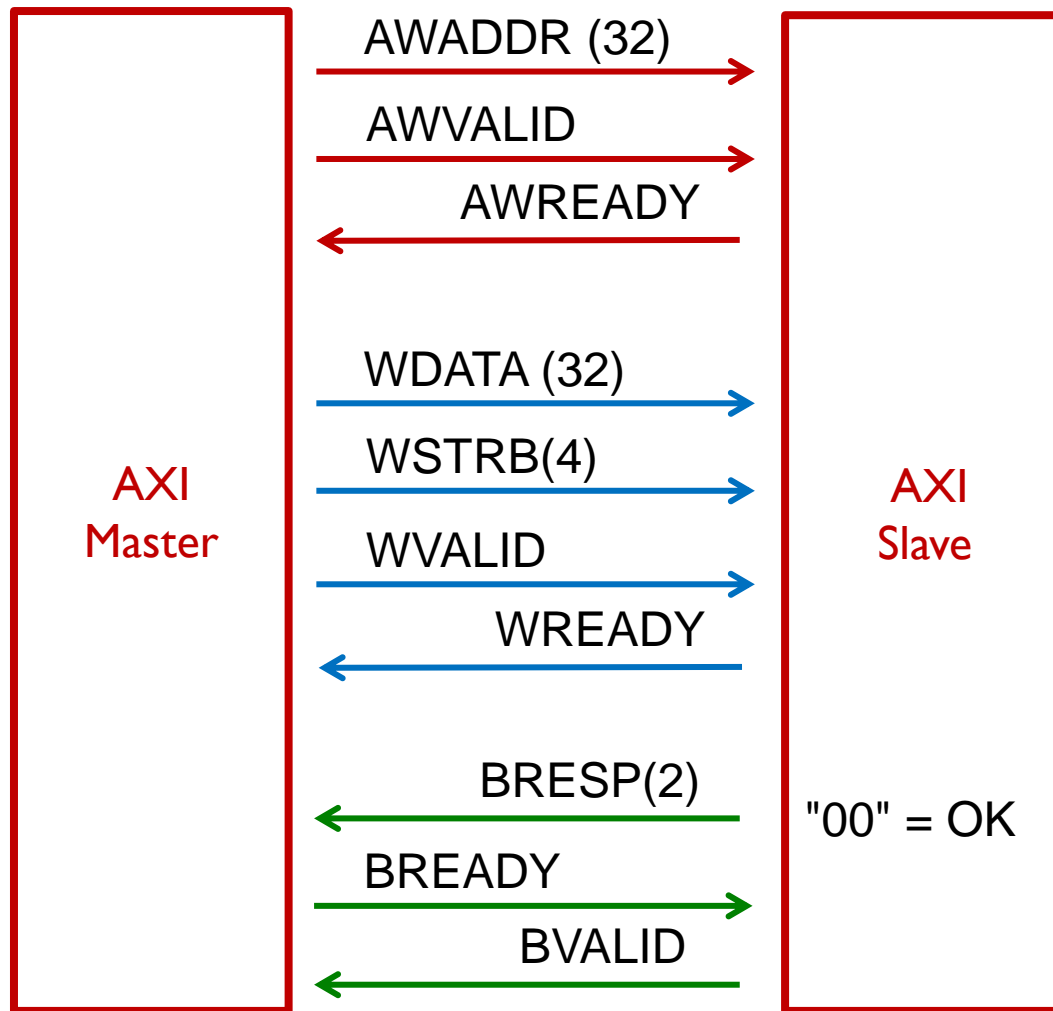 AWADDR (32)
AWVALID
AWREADY
WDATA (32)
WSTRB(4)
WVALID
WREADY
AXI
Master
AXI
Slave
BRESP(2)
"00" = OK
BREADY
BVALID